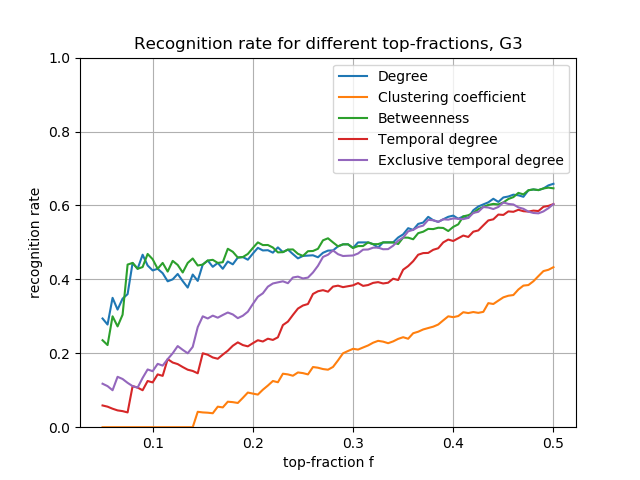 Recognition rate for different top-fractions, G3
1.0
0.8
0.6
0.4
0.2
0.0
recognition rate
Degree
Clustering coefficient
Betweenness
Temporal degree
Exclusive temporal degree
0.1 0.2 0.3 0.4 0.5
top-fraction f